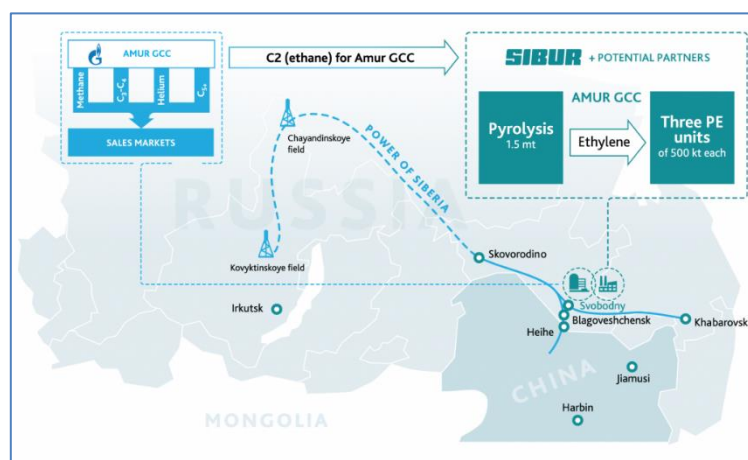 AMUR GCC
Methane
C3-C4
Helium
C5+
SALES MARKETS
C2 (ethane) for Amur GCC
SIBUR + POTENTIAL PARTNERS
AMUR GCC
Pyrolysis
1.5 mt
Ethylene
Three PE
units
of 500 kt each
Chayandinskoye
field
POWER OF SIBERIA
RUSSIA
Kovyktinskoye field
Skovorodino
Irkutsk
Svobodny
Blagoveshchensk
Khabarovsk
Heihe
CHINA
Jiamusi
MONGOLIA
Harbin